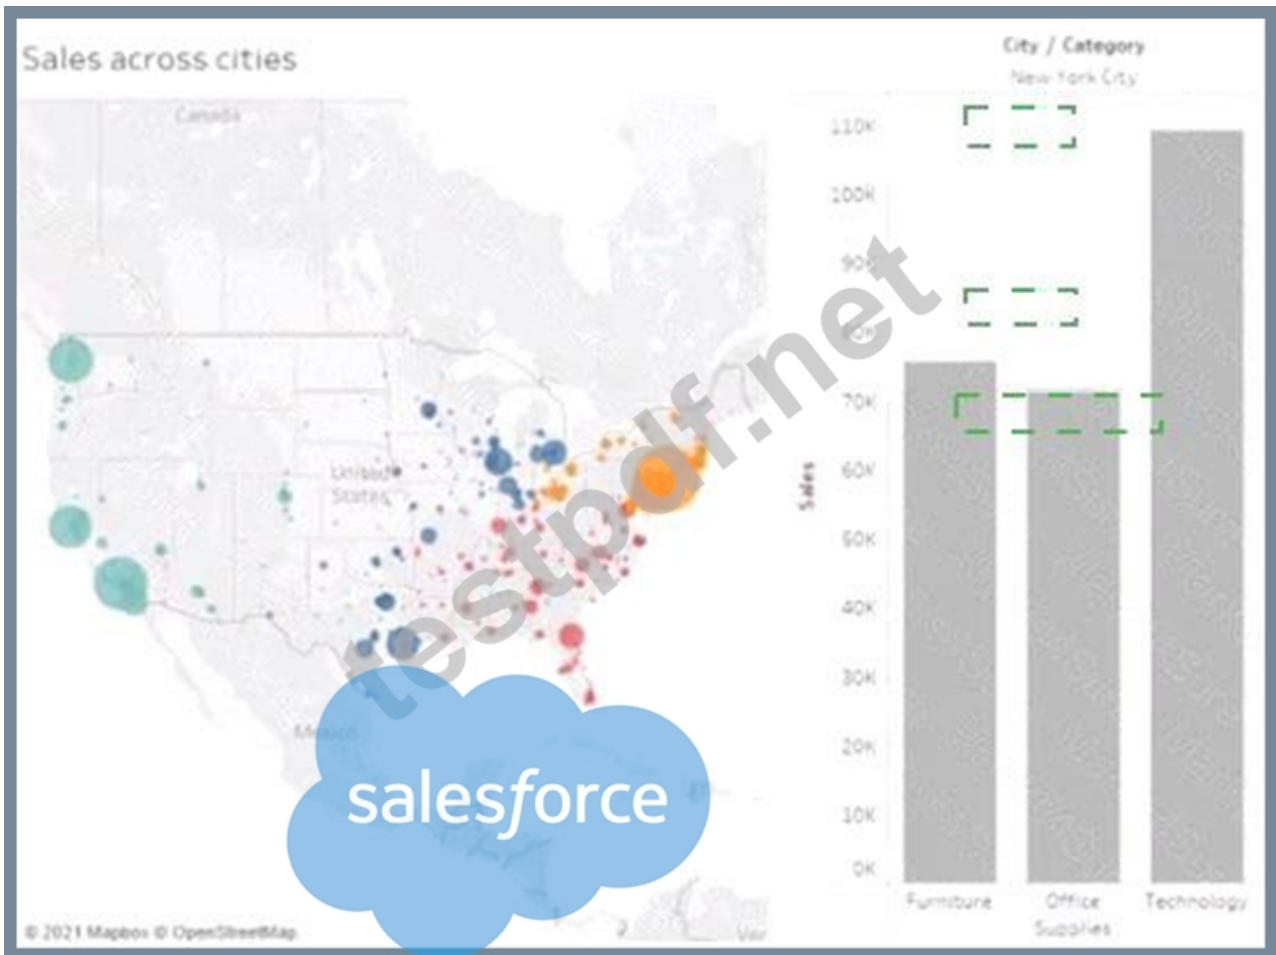 Sales across cities
City / Category
New York City
Canada
110K
100K
90K
80K
70K
United
States
60K
Sales
50K
40K
30K
20K
Mexico
10K
0K
salesforce
testpdf.net
Furniture
Office
Supplies
Technology
© 2021 Mapbox © OpenStreetMap